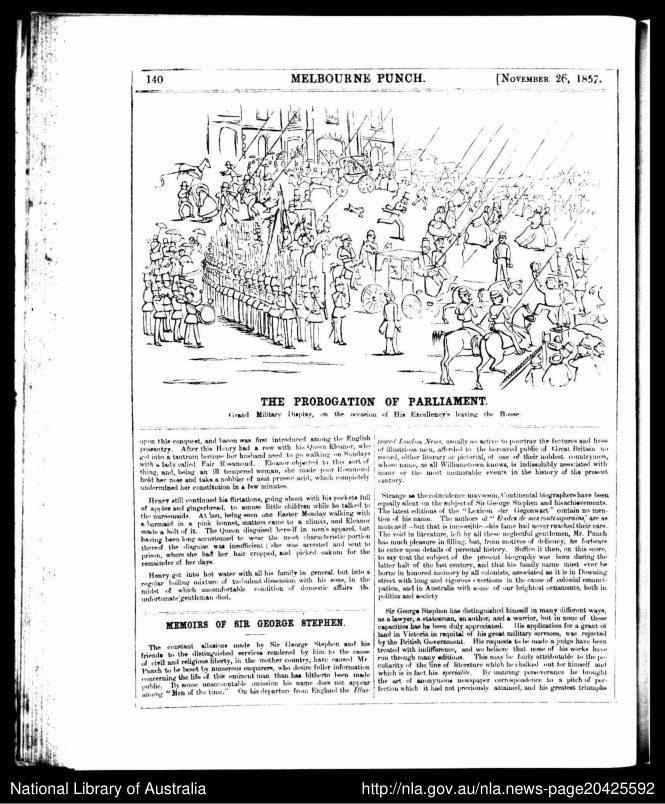 140
MELBOURNE PUNCH.
[NOVEMBER 26, 1857.
THE PROROGATION OF PARLIAMENT.
Grand Military Display, on the occasion of His Excellency's leaving the House.
upon this conquest, and bacon was first introduced among the English
peasantry. After this Henry had a row with his Queen Eleanor, who
got into a tantrum because her husband used to go walking on Sundays
with a lady called Fair Rosamond. Eleanor objected to this sort of
thing, and, being an ill tempered woman, she made poor Rosamond
hold her nose and take a nobbler of neat prussic acid, which completely
undermined her constitution in a few minutes.
Henry still continued his flirtations, going about with his pockets full
of apples and gingerbread, to amuse little children while he talked to
the nursemaids. At last, being seen one Easter Monday walking with
a barmaid in a pink bonnet, matters came to a climax, and Eleanor
made a bolt of it. The Queen disguised herself in men's apparel, but
having been long accustomed to wear the most characteristic portion
thereof the disguise was insufficient; she was arrested and sent to
prison, where she had her hair cropped, and picked oakum for the
remainder of her days.
Henry got into hot water with all his family in general, but into a
regular boiling mixture of turbulent dissension with his sons, in the
midst of which uncomfortable condition of domestic affairs the
unfortunate gentleman died.
MEMOIRS OF SIR GEORGE STEPHEN.
The constant allusions made by Sir George Stephen and his
friends to the distinguished services rendered by him to the cause
of civil and religious liberty, in the mother country, have caused Mr.
Punch to be beset by numerous enquirers, who desire fuller information
concerning the life of this eminent man than has hitherto been made
public. By some unaccountable omission his name does not appear
among "Men of the time." On his departure from England the Illus-
trated London News, usually so active to pourtray the features and lives
of illustrious men, afforded to the bereaved public of Great Britain no
record, either literary or pictorial, of one of their noblest countrymen,
whose name, as all Williamstown knows, is indissolubly associated with
many of the most memorable events in the history of the present
century.
Strange as the coincidence may seem, Continental biographers have been
equally silent on the subject of Sir George Stephen and his achievements.
The latest editions of the "Lexicon der Gegenwart" contain no men-
tion of his name. The authors of "Etudes de mes contemporains" are as
mute as if—but that is impossible—his fame had never reached their ears.
The void in literature, left by all these neglectful gentlemen, Mr. Punch
has much pleasure in filling, but, from motives of delicacy, he forbears
to enter upon details of personal history. Suffice it then, on this score,
to say that the subject of the present biography was born during the
latter half of the last century, and that his family name must ever be
borne in honored memory by all colonists, associated as it is in Downing
street with long and vigorous exertions in the cause of colonial emanci-
pation, and in Australia with some of our brightest ornaments, both in
politics and society.
Sir George Stephen has distinguished himself in many different ways,
as a lawyer, a statesman, an author, and a warrior, but in none of these
capacities has he been duly appreciated. His application for a grant of
land in Victoria in requital of his great military services, was rejected
by the British Government. His requests to be made a judge have been
treated with indifference, and we believe that none of his works have
run through many editions. This may be fairly attributable to the pe-
culiarity of the line of literature which he chalked out for himself and
which is in fact his specialite. By untiring perseverance he brought
the art of anonymous newspaper correspondence to a pitch of per-
fection which it had not previously attained, and his greatest triumphs
National Library of Australia
http://nla.gov.au/nla.news-page20425592